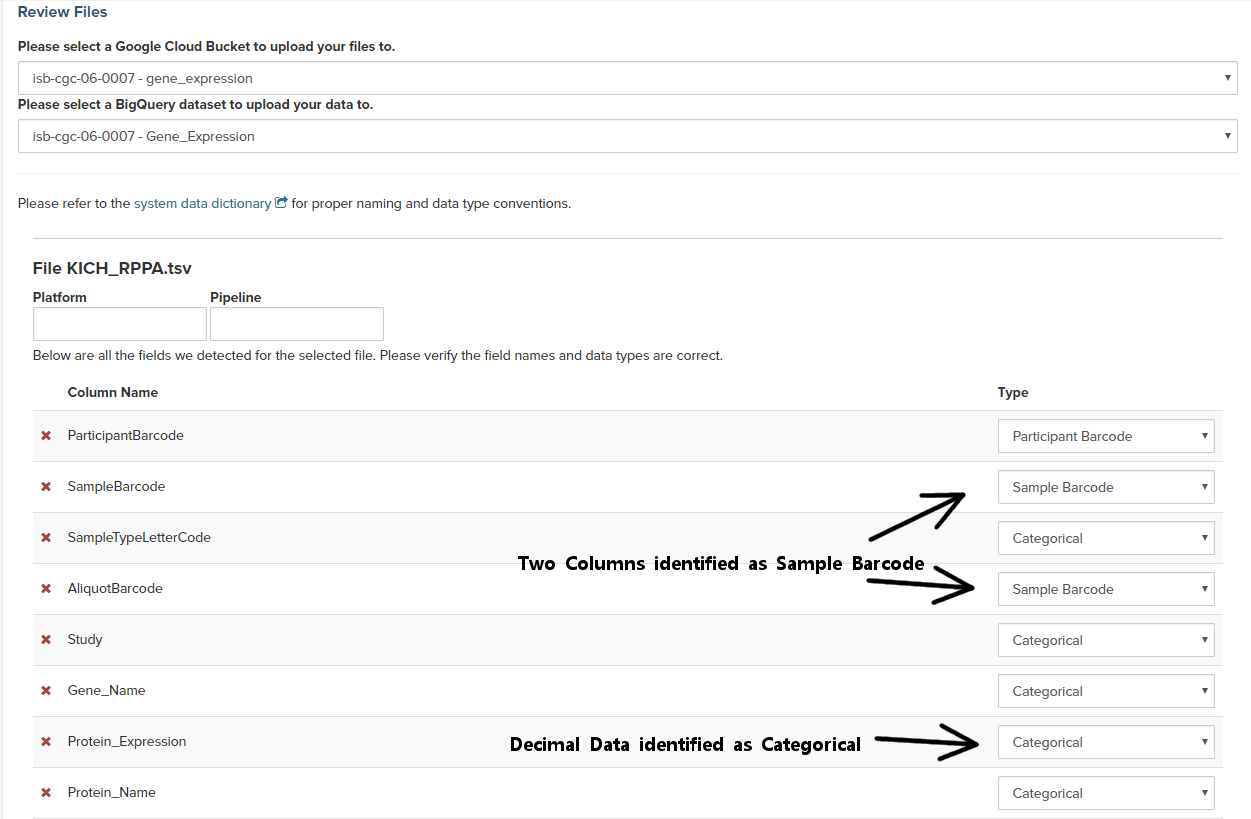 Review Files
Please select a Google Cloud Bucket to upload your files to.
isb-cgc-06-0007 - gene_expression
Please select a BigQuery dataset to upload your data to.
isb-cgc-06-0007 - Gene_Expression
Please refer to the system data dictionary for proper naming and data type conventions.
File KICH_RPPA.tsv
Platform Pipeline
Below are all the fields we detected for the selected file. Please verify the field names and data types are correct.
Column Name Type
ParticipantBarcode Participant Barcode
SampleBarcode Sample Barcode
SampleTypeLetterCode Categorical
Two Columns identified as Sample Barcode
AliquotBarcode Sample Barcode
Study Categorical
Gene_Name Categorical
Protein_Expression Decimal Data identified as Categorical Categorical
Protein_Name Categorical